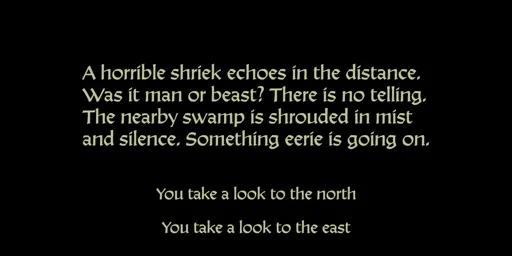 A horrible shriek echoes in the distance.
Was it man or beast? There is no telling.
The nearby swamp is shrouded in mist
and silence. Something eerie is going on.
You take a look to the north
You take a look to the east